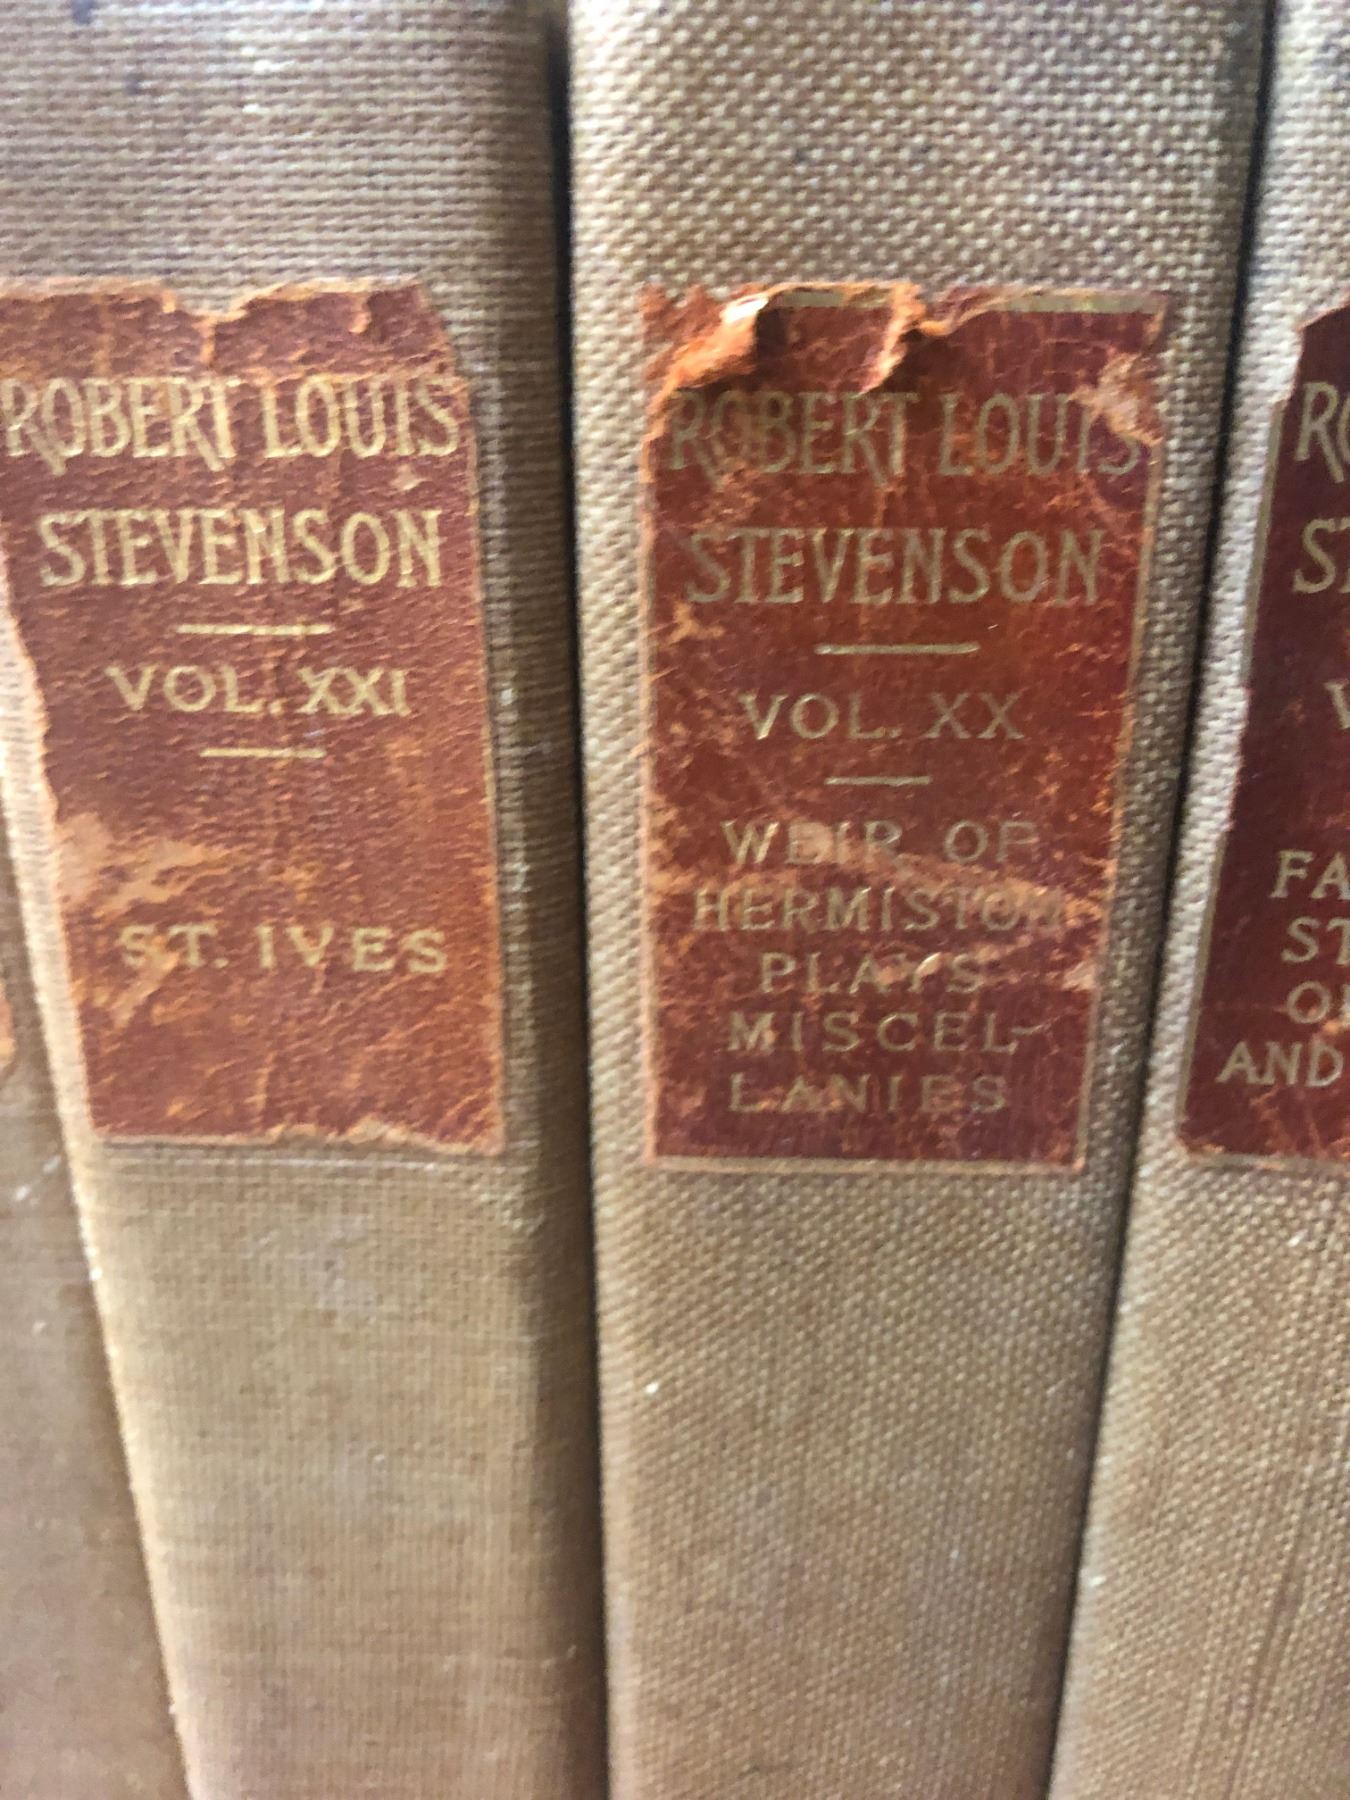 ROBERT LOUIS
STEVENSON
VOL. XXI
ST. IVES
ROBERT LOUIS
STEVENSON
VOL. XX
WEIR OF
HERMISTON
PLAYS
MISCEL-
LANIES
AND